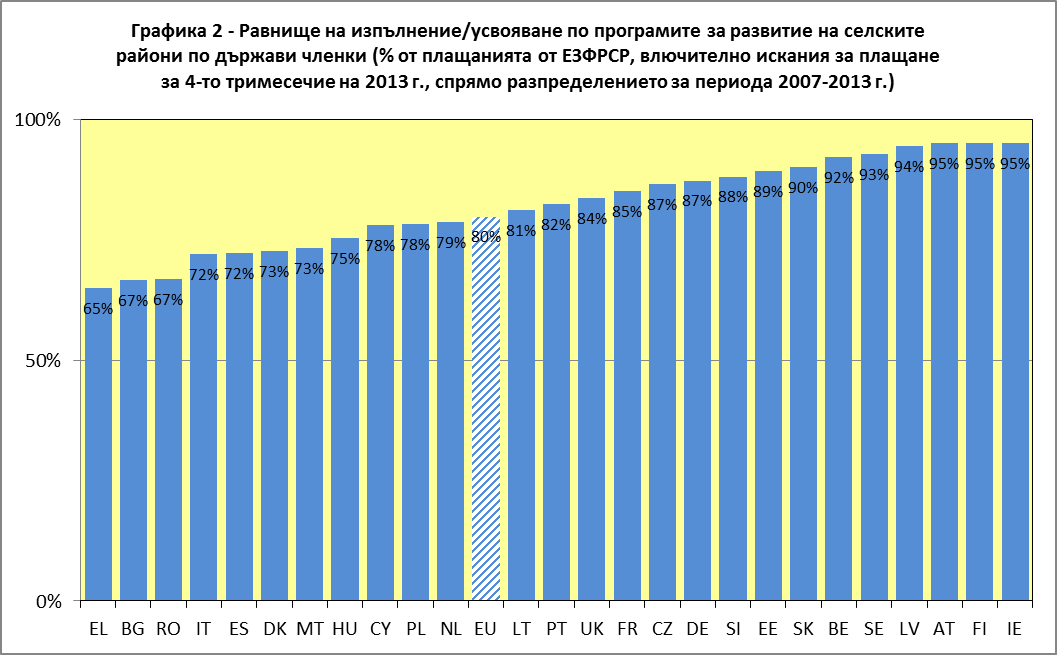 Графика 2 - Равнище на изпълнение/усвояване по програмите за развитие на селските
райони по държави членки (% от плащанията от ЕЗФРСР, влючително искания за плащане
за 4-то тримесечие на 2013 г., спрямо разпределението за периода 2007-2013 г.)
100%
50%
0%
65% 67% 67% 72% 72% 73% 73% 75% 78% 78% 79% 80% 81% 82% 84% 85% 87% 87% 88% 89% 90% 92% 93% 94% 95% 95% 95%
EL BG RO IT ES DK MT HU CY PL NL EU LT PT UK FR CZ DE SI EE SK BE SE LV AT FI IE